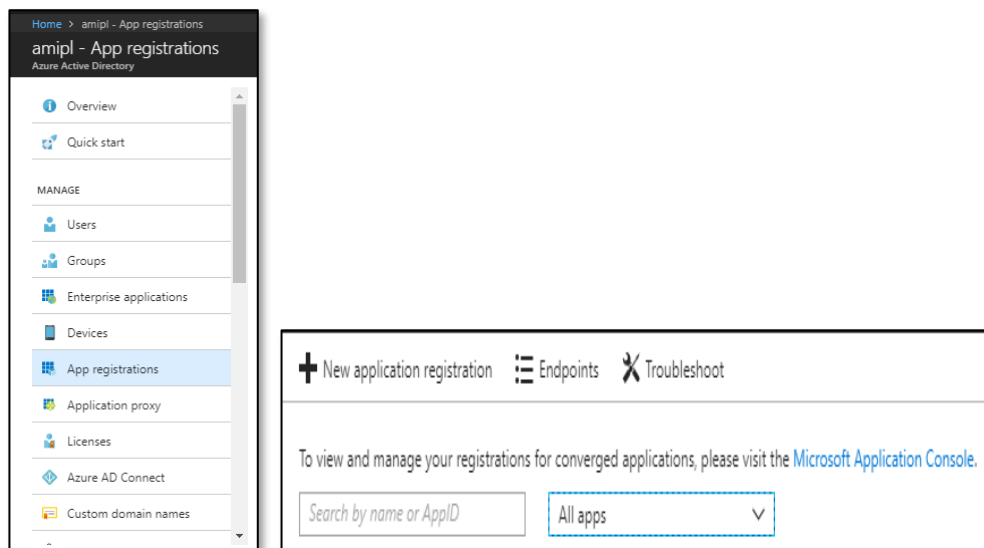 Home > amipl - App registrations
amipl - App registrations
Azure Active Directory
Overview
Quick start
MANAGE
Users
Groups
Enterprise applications
Devices
App registrations
Application proxy
Licenses
Azure AD Connect
Custom domain names
New application registration Endpoints Troubleshoot
To view and manage your registrations for converged applications, please visit the Microsoft Application Console.
Search by name or AppID All apps